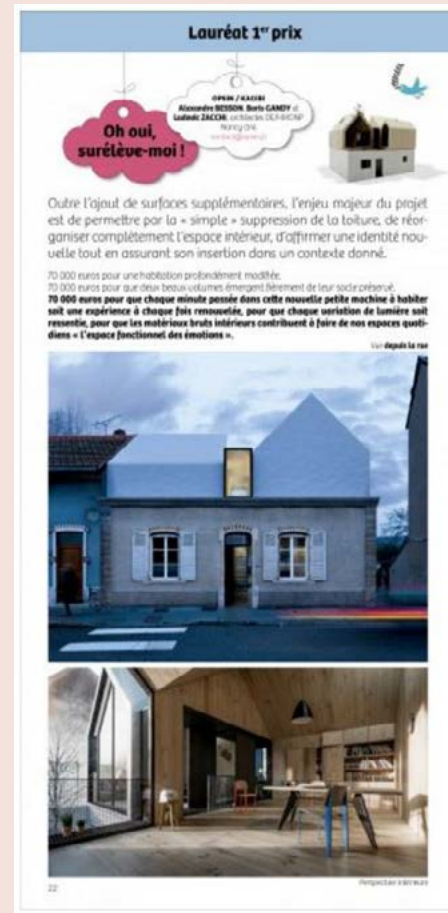 Lauréat 1er prix
Oh oui,
surélève-moi !
OPSIN / KACIBI
Alexandre BESSON, Boris GANDY et
Ludovic ZACCHI, architectes
Nancy
Outre l'ajout de surfaces supplémentaires, l'enjeu majeur du projet
est de permettre par la « simple » suppression de la toiture, de réor-
ganiser complètement l'espace intérieur, d'affirmer une identité nou-
velle tout en assurant son insertion dans un contexte donné.
70 000 euros pour une habitation profondément modifiée.
70 000 euros pour que deux beaux volumes émergent fièrement de leur socle préservé.
70 000 euros pour que chaque minute passée dans cette nouvelle petite machine à habiter
soit une expérience à chaque fois renouvelée, pour que chaque variation de lumière soit
ressentie, pour que les matériaux bruts intérieurs contribuent à faire de nos espaces quoti-
diens « l'espace fonctionnel des émotions ».
Vue depuis la rue
22
Perspective intérieure